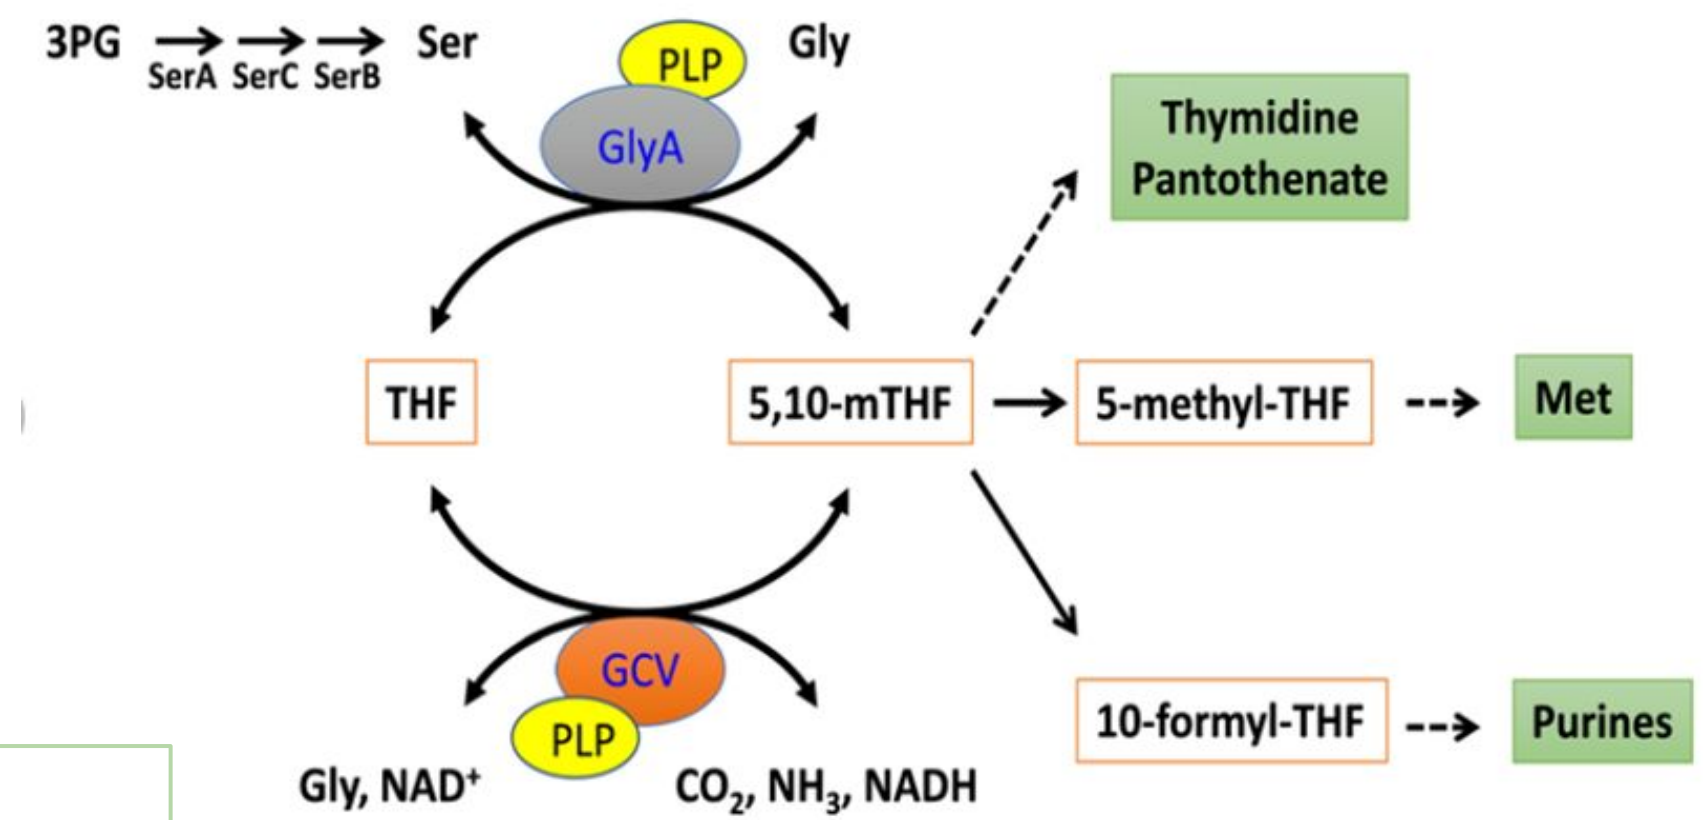 3PG
SerA SerC SerB
Ser
PLP
Gly
GlyA
Thymidine
Pantothenate
THF
5,10-mTHF
5-methyl-THF
Met
GCV
PLP
10-formyl-THF
Purines
Gly, NAD⁺
CO₂, NH₃, NADH